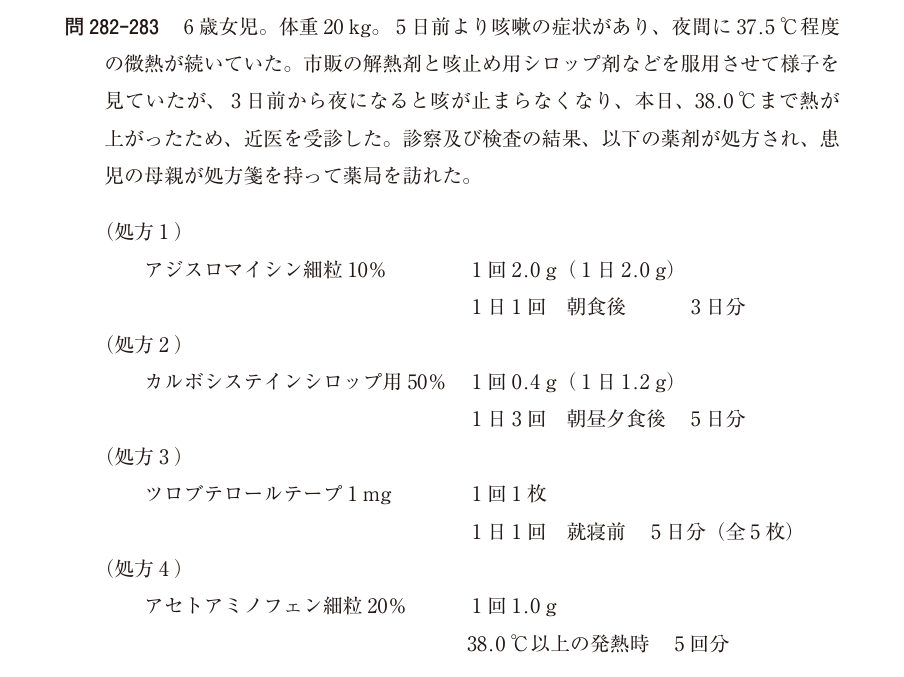 問 282-283　6歳女児。体重 20 kg。5日前より咳嗽の症状があり、夜間に 37.5 ℃程度
の微熱が続いていた。市販の解熱剤と咳止め用シロップ剤などを服用させて様子を
見ていたが、3日前から夜になると咳が止まらなくなり、本日、38.0 ℃まで熱が
上がったため、近医を受診した。診察及び検査の結果、以下の薬剤が処方され、患
児の母親が処方箋を持って薬局を訪れた。
（処方1）
アジスロマイシン細粒 10%　1回 2.0 g（1日 2.0 g）
1日1回　朝食後　3日分
（処方2）
カルボシステインシロップ用 50%　1回 0.4 g（1日 1.2 g）
1日3回　朝昼夕食後　5日分
（処方3）
ツロブテロールテープ 1 mg　1回1枚
1日1回　就寝前　5日分（全5枚）
（処方4）
アセトアミノフェン細粒 20%　1回 1.0 g
38.0 ℃以上の発熱時　5回分